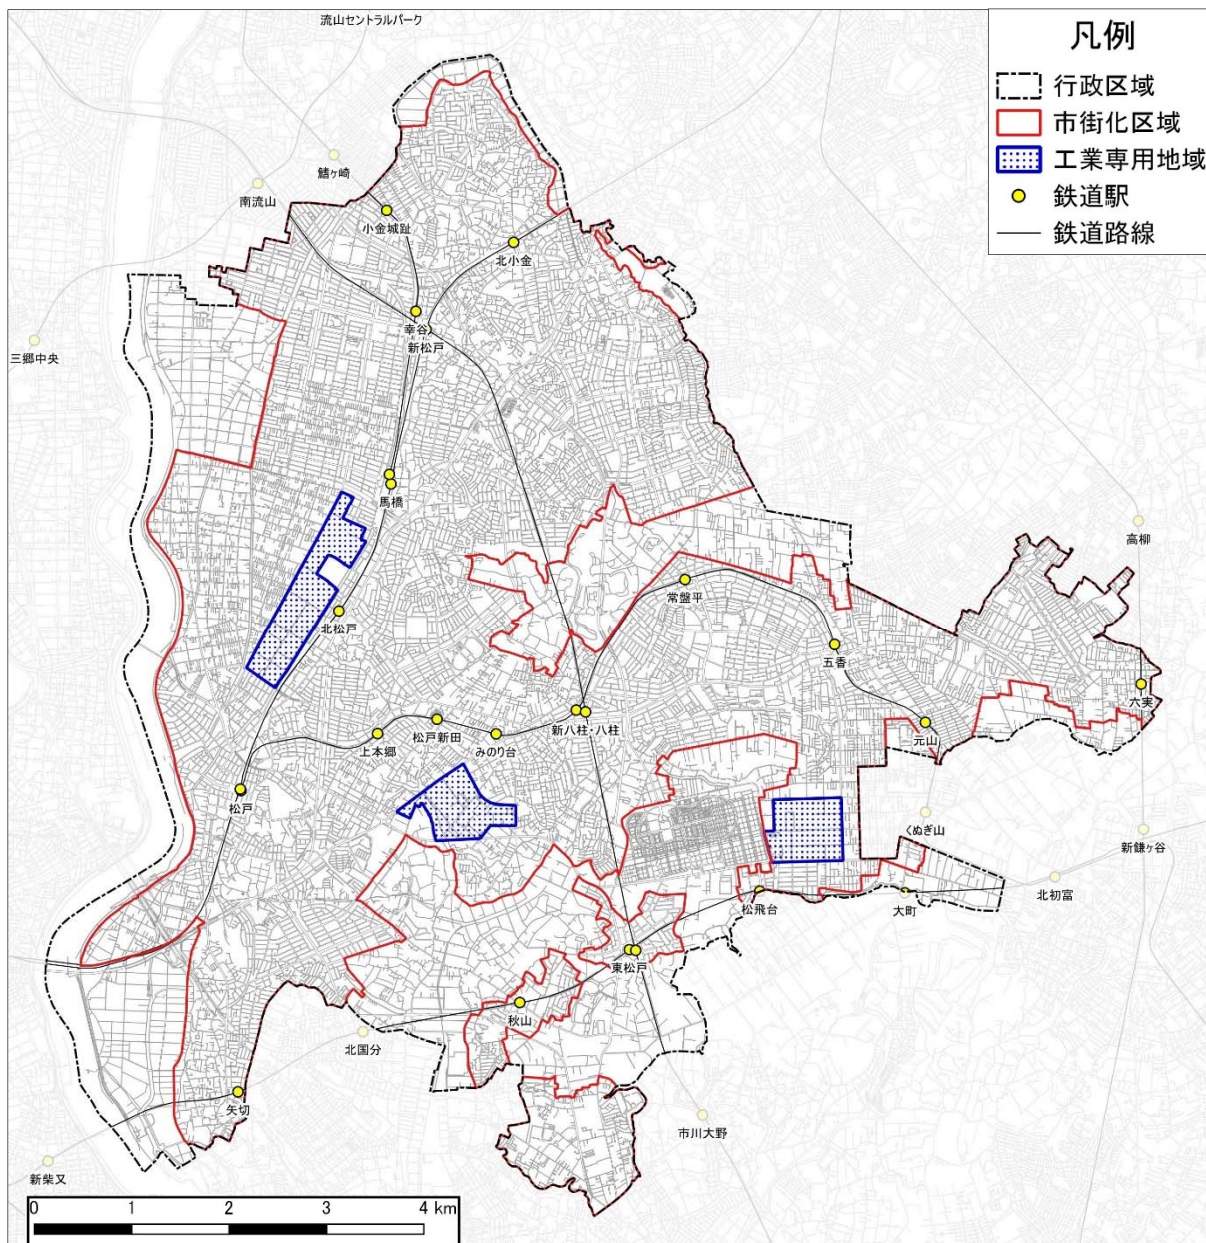 流山セントラルパーク
凡例
行政区域
市街化区域
工業専用地域
鉄道駅
鉄道路線
鰭ヶ崎
南流山
小金城趾
北小金
幸谷
新松戸
三郷中央
馬橋
高柳
常盤平
北松戸
五香
六実
新八柱・八柱
松戸新田
みのり台
上本郷
元山
松戸
くぬぎ山
新鎌ヶ谷
北初富
松飛台
大町
東松戸
秋山
北国分
矢切
市川大野
新柴又
0 1 2 3 4 km